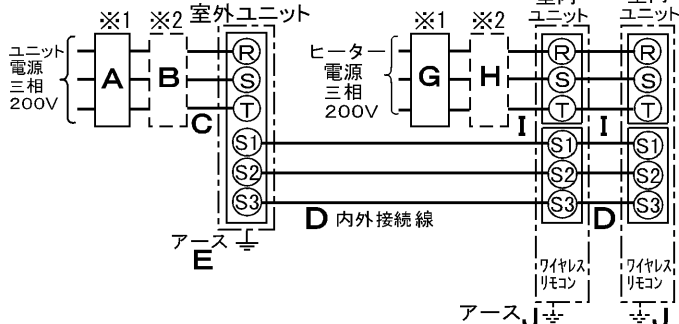 ※1
※2
室外ユニット
ユニット
電源
三相
200V
A
B
C
R
S
T
S1
S2
S3
アース
E
D 内外接続線
※1
※2
ヒーター
電源
三相
200V
G
H
I
ユニット
R
S
T
S1
S2
S3
ワイヤレス
リモコン
I
D
ユニット
R
S
T
S1
S2
S3
ワイヤレス
リモコン
アース J
J